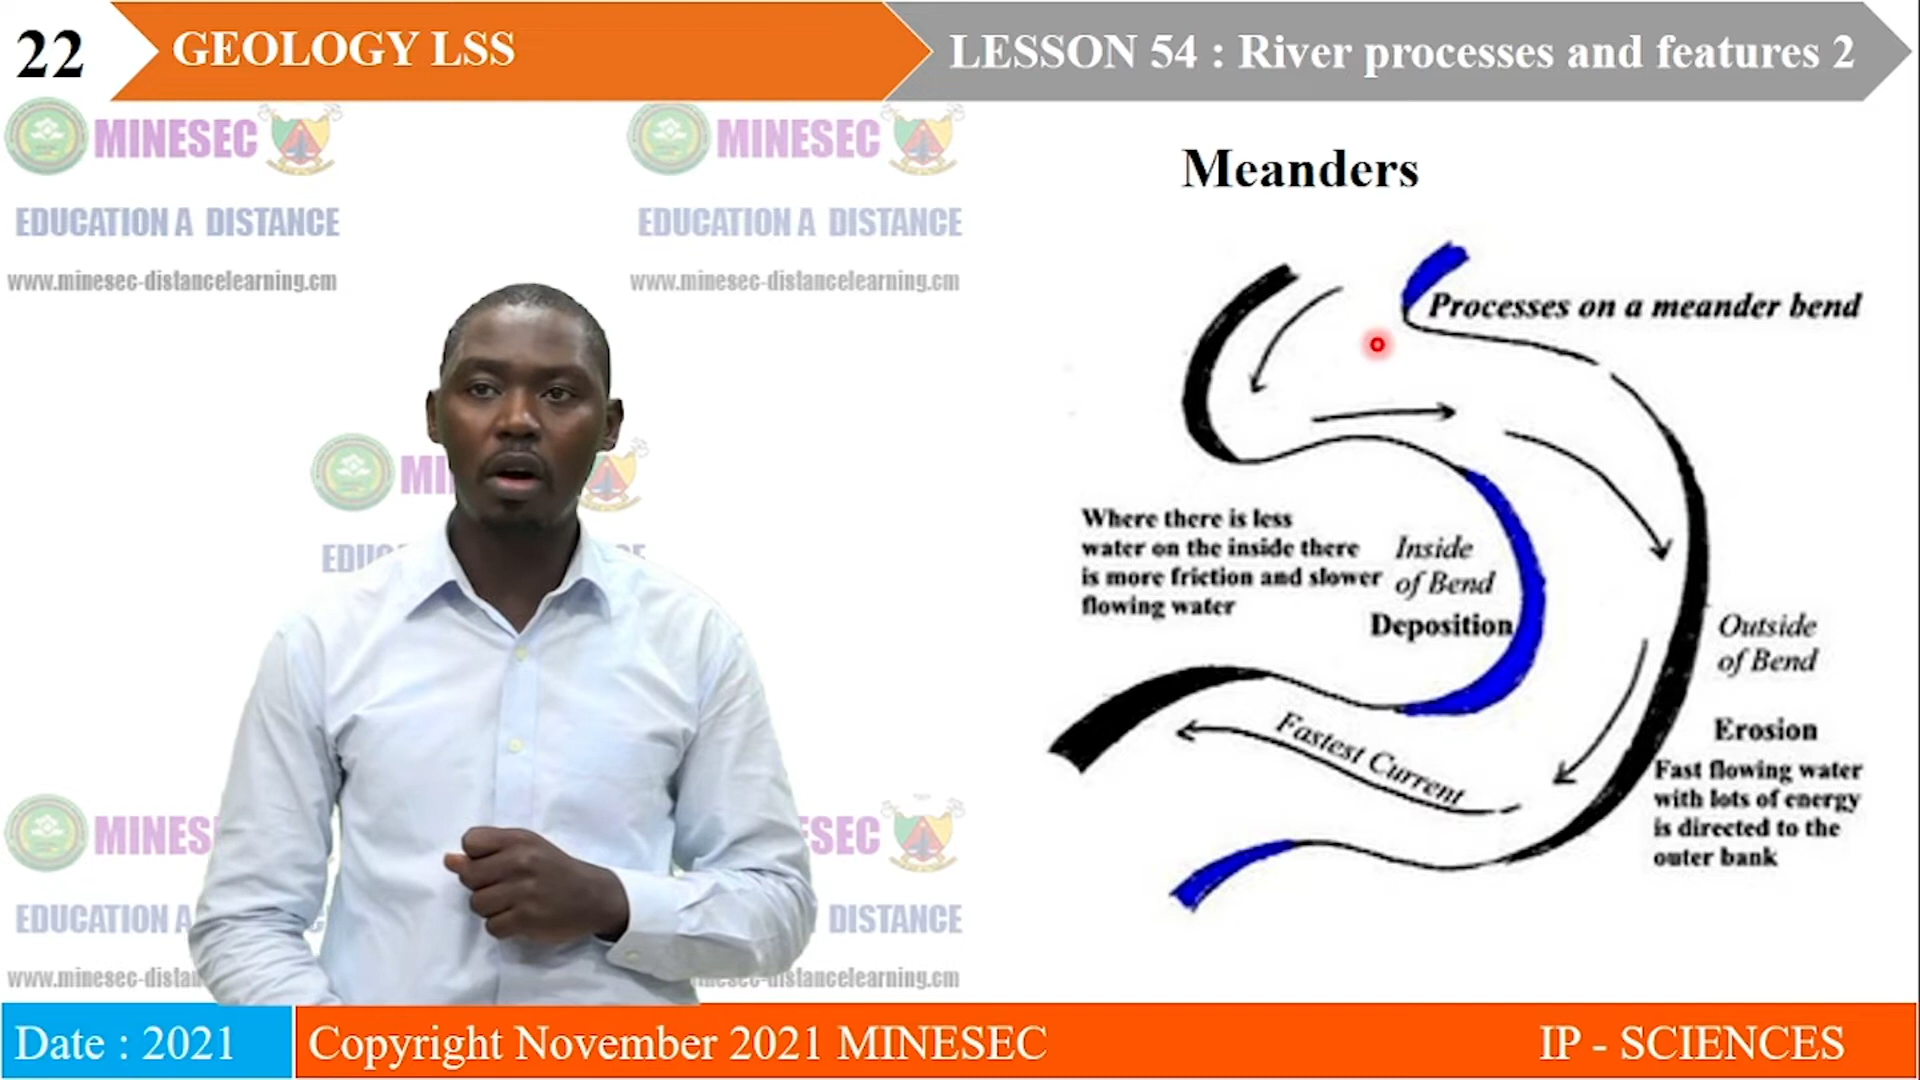 22
GEOLOGY LSS
LESSON 54 : River processes and features 2
MINESEC
EDUCATION A DISTANCE
www.minesec-distancelearning.cm
MINESEC
EDUCATION A DISTANCE
www.minesec-distancelearning.cm
Meanders
Processes on a meander bend
Where there is less
water on the inside there
is more friction and slower
flowing water
Inside
of Bend
Deposition
Outside
of Bend
Erosion
Fast flowing water
with lots of energy
is directed to the
outer bank
Fastest Current
Date : 2021
Copyright November 2021 MINESEC
IP - SCIENCES